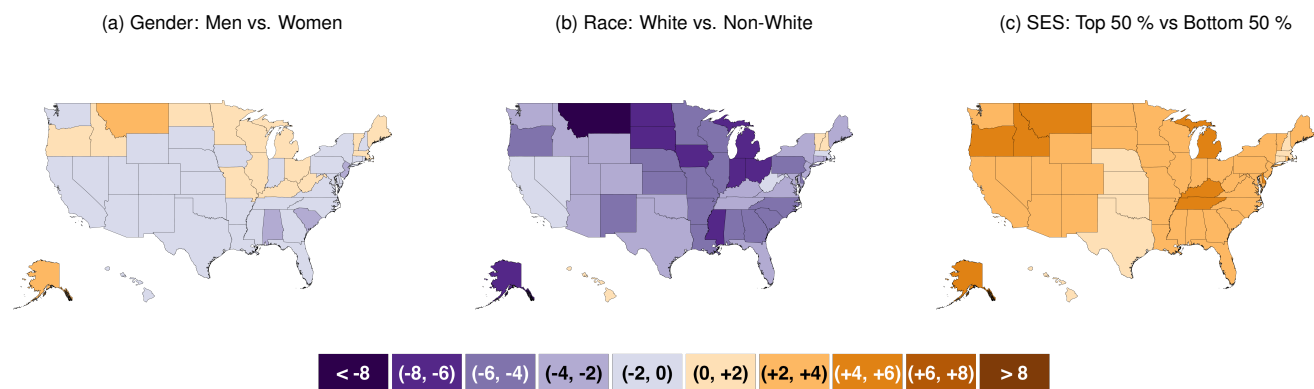 (a) Gender: Men vs. Women
(b) Race: White vs. Non-White
(c) SES: Top 50 % vs Bottom 50 %
< -8 (-8, -6) (-6, -4) (-4, -2) (-2, 0) (0, +2) (+2, +4) (+4, +6) (+6, +8) > 8